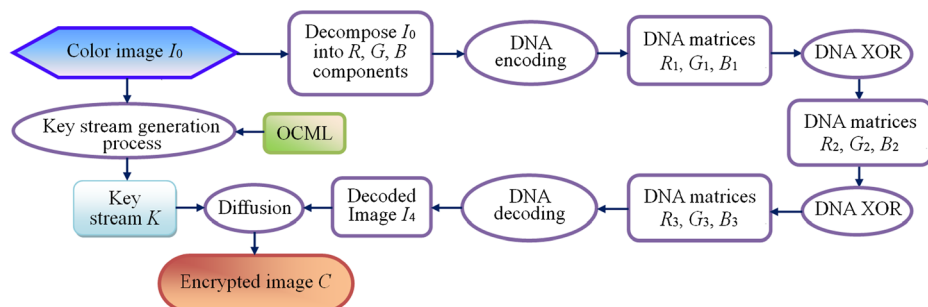 Color image I₀
Decompose I₀
into R, G, B
components
DNA
encoding
DNA matrices
R₁, G₁, B₁
DNA XOR
Key stream generation
process
OCML
DNA matrices
R₂, G₂, B₂
Key
stream K
Diffusion
Decoded
Image I₄
DNA
decoding
DNA matrices
R₃, G₃, B₃
DNA XOR
Encrypted image C